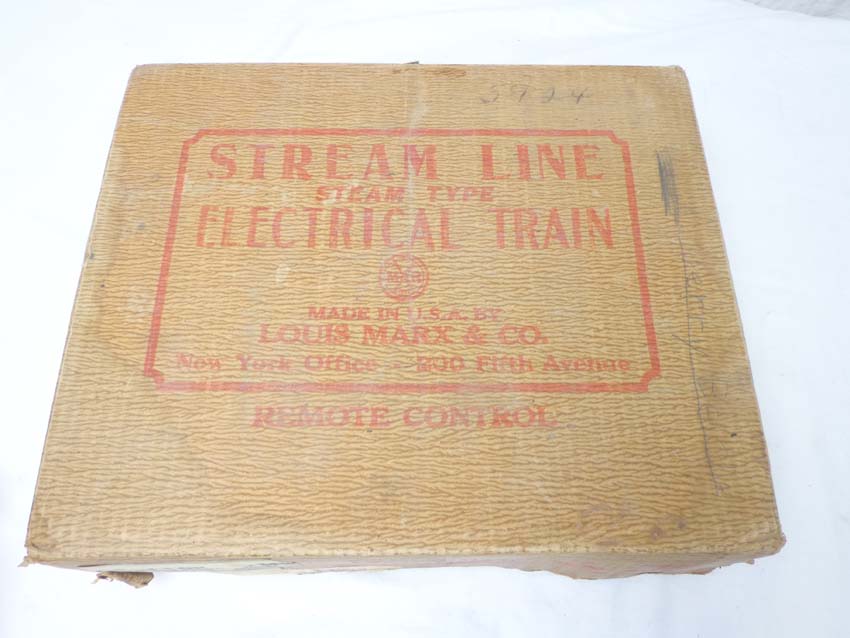 5924
STREAM LINE
STEAM TYPE
ELECTRICAL TRAIN
MADE IN U.S.A. BY
LOUIS MARX & CO.
New York Office - 200 Fifth Avenue
REMOTE CONTROL